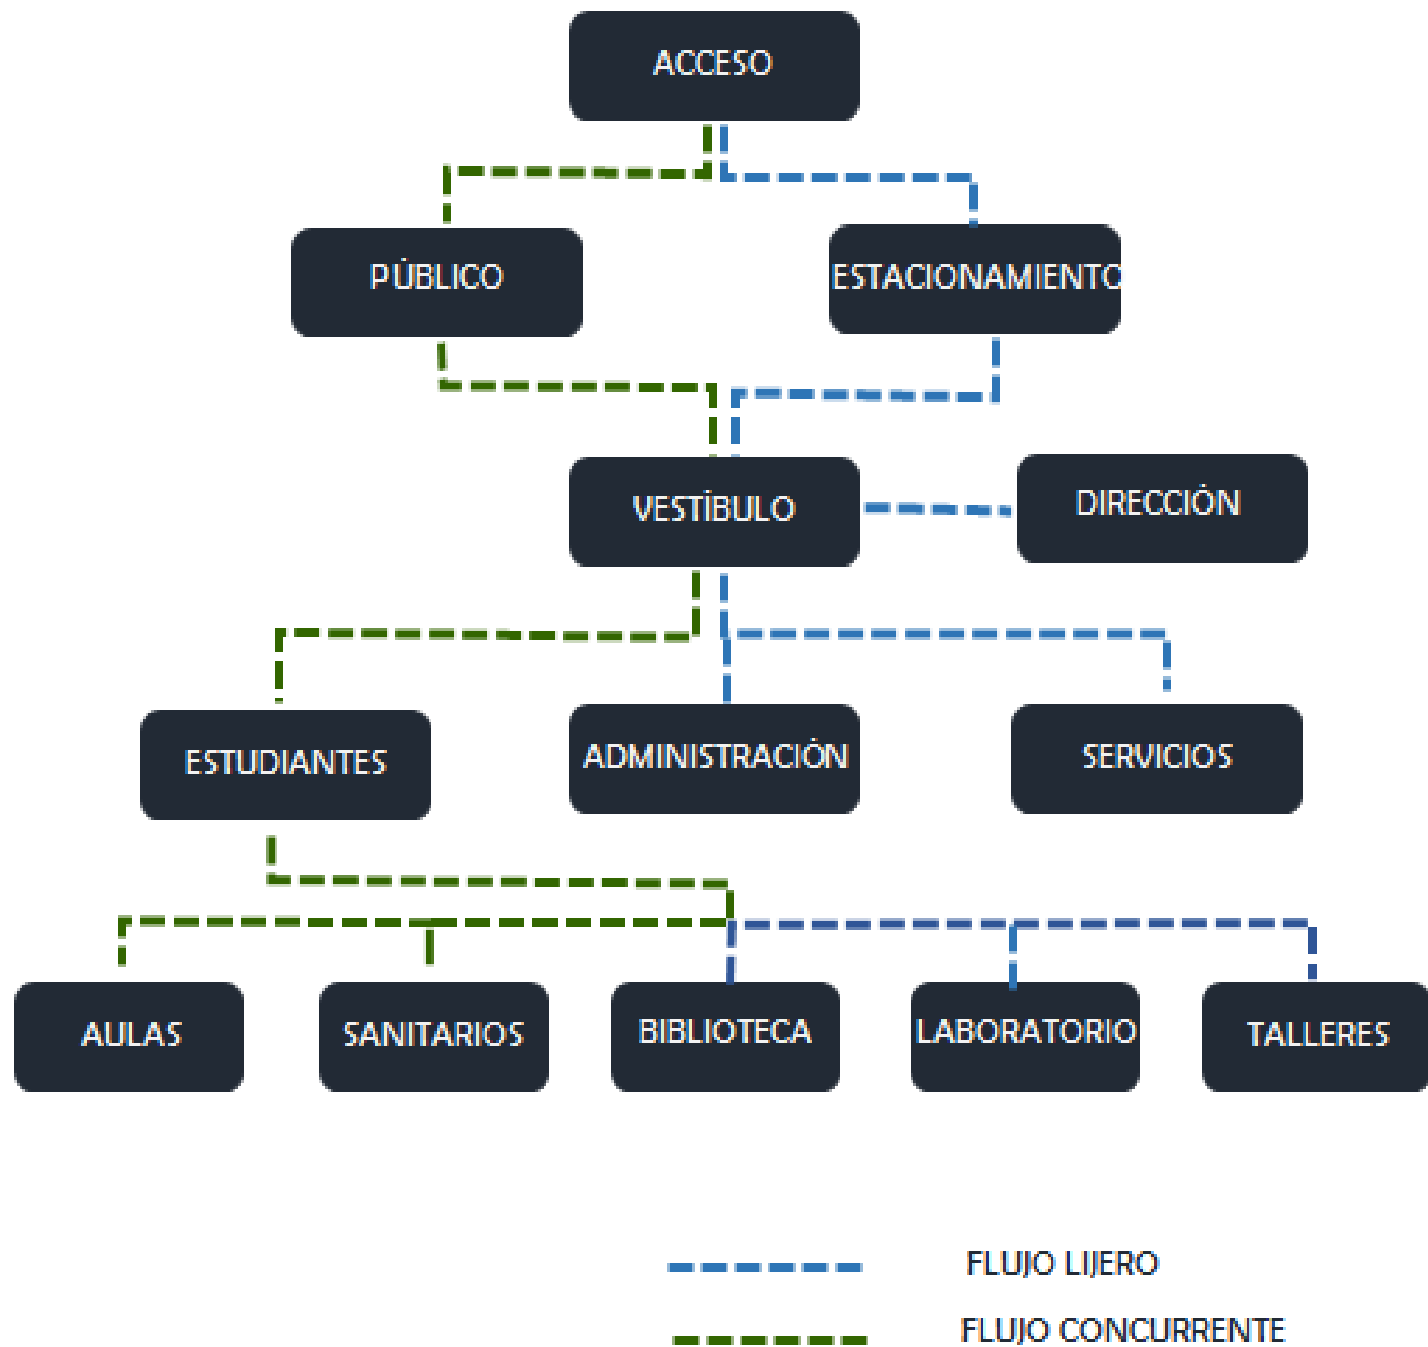 ACCESO
PÚBLICO
ESTACIONAMIENTO
VESTÍBULO
DIRECCIÓN
ESTUDIANTES
ADMINISTRACIÓN
SERVICIOS
AULAS
SANITARIOS
BIBLIOTECA
LABORATORIO
TALLERES
FLUJO LIJERO
FLUJO CONCURRENTE